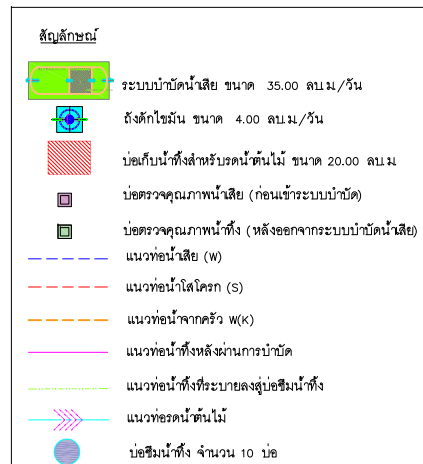 สัญลักษณ์
ระบบบำบัดน้ำเสีย ขนาด 35.00 ลบ.ม./วัน
ถังดักไขมัน ขนาด 4.00 ลบ.ม./วัน
บ่อเก็บน้ำทิ้งสำหรับรดน้ำต้นไม้ ขนาด 20.00 ลบ.ม.
บ่อตรวจคุณภาพน้ำเสีย (ก่อนเข้าระบบบำบัด)
บ่อตรวจคุณภาพน้ำทิ้ง (หลังออกจากระบบบำบัดน้ำเสีย)
แนวท่อน้ำเสีย (W)
แนวท่อน้ำโสโครก (S)
แนวท่อน้ำจากครัว W(K)
แนวท่อน้ำทิ้งหลังผ่านการบำบัด
แนวท่อน้ำทิ้งที่ระบายลงสู่บ่อซึมน้ำทิ้ง
แนวท่อรดน้ำต้นไม้
บ่อซึมน้ำทิ้ง จำนวน 10 บ่อ